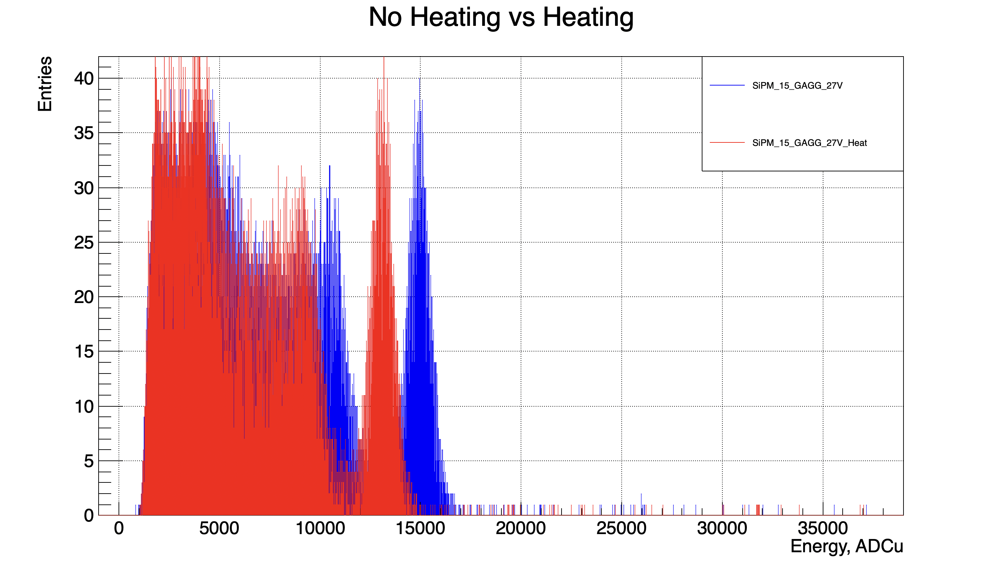 No Heating vs Heating
Entries
40
35
30
25
20
15
10
5
0
SiPM_15_GAGG_27V
SiPM_15_GAGG_27V_Heat
0 5000 10000 15000 20000 25000 30000 35000
Energy, ADCu